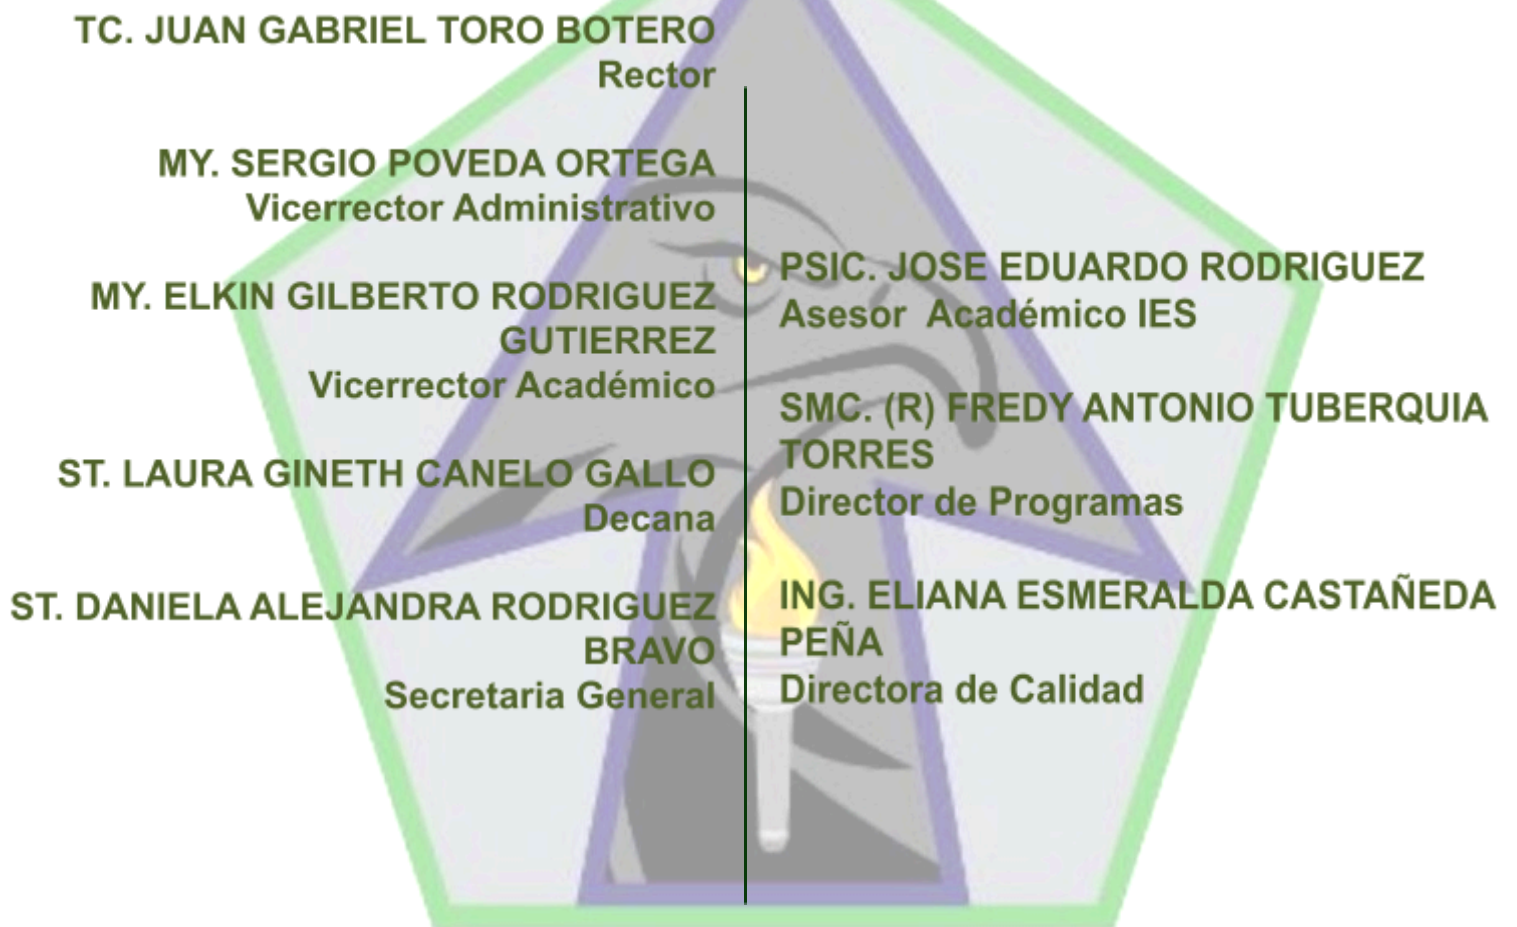 TC. JUAN GABRIEL TORO BOTERO
Rector
MY. SERGIO POVEDA ORTEGA
Vicerrector Administrativo
MY. ELKIN GILBERTO RODRIGUEZ
GUTIERREZ
Vicerrector Académico
ST. LAURA GINETH CANELO GALLO
Decana
ST. DANIELA ALEJANDRA RODRIGUEZ
BRAVO
Secretaria General
PSIC. JOSE EDUARDO RODRIGUEZ
Asesor  Académico IES
SMC. (R) FREDY ANTONIO TUBERQUIA
TORRES
Director de Programas
ING. ELIANA ESMERALDA CASTAÑEDA
PEÑA
Directora de Calidad